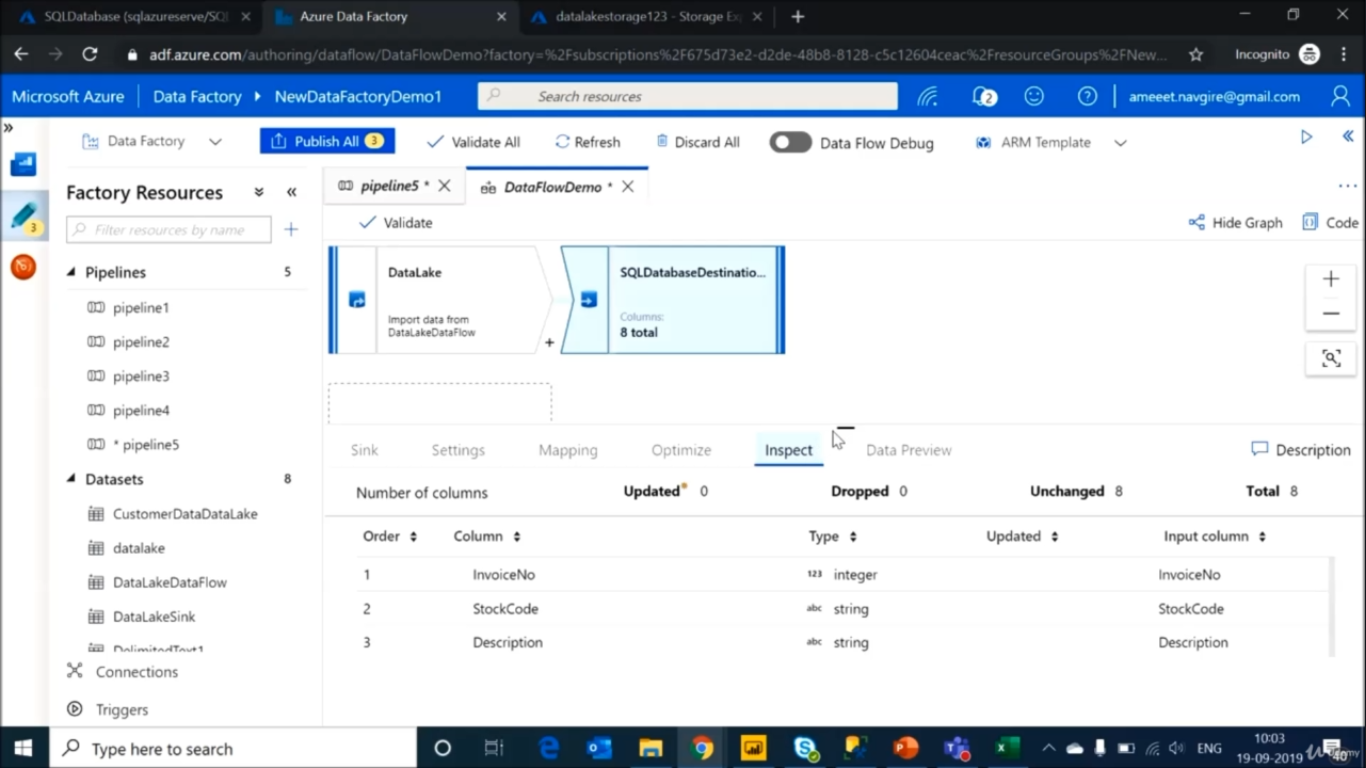 SQLDatabase (sqlazureserve/SQL
Azure Data Factory
datalakestorage123 - Storage Ex
adf.azure.com/authoring/dataflow/DataFlowDemo?factory=%2Fsubscriptions%2F675d73e2-d2de-48b8-8128-c5c12604ceac%2FresourceGroups%2FNew...
Incognito
Microsoft Azure
Data Factory
NewDataFactoryDemo1
Search resources
2
ameeet.navgire@gmail.com
Data Factory
Publish All 3
Validate All
Refresh
Discard All
Data Flow Debug
ARM Template
3
Factory Resources
Filter resources by name
Pipelines 5
pipeline1
pipeline2
pipeline3
pipeline4
* pipeline5
Datasets 8
CustomerDataDataLake
datalake
DataLakeDataFlow
DataLakeSink
DelimitedText1
Connections
Triggers
pipeline5 *
DataFlowDemo *
Validate
Hide Graph
Code
DataLake
Import data from
DataLakeDataFlow
+
SQLDatabaseDestinatio...
Columns:
8 total
Sink Settings Mapping Optimize Inspect Data Preview Description
Number of columns Updated 0 Dropped 0 Unchanged 8 Total 8
Order Column Type Updated Input column
1 InvoiceNo 123 integer InvoiceNo
2 StockCode abc string StockCode
3 Description abc string Description
Type here to search
ENG
10:03
19-09-2019